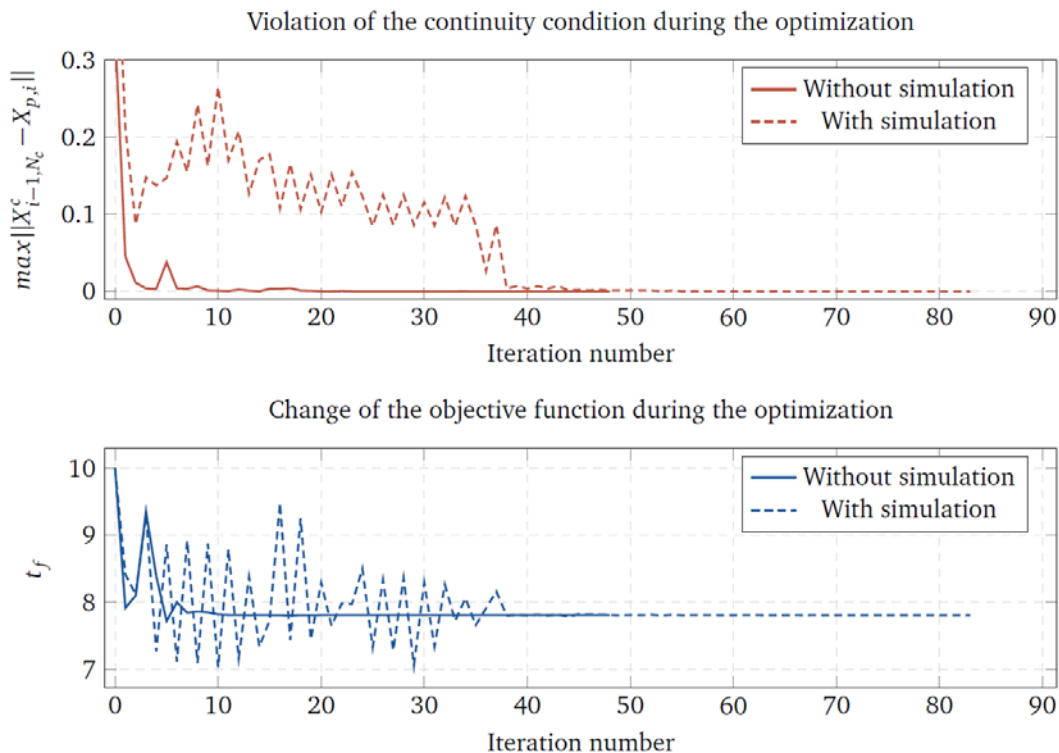 Violation of the continuity condition during the optimization
max||X^c_{i−1,N_c} − X_{p,i}||
0.3
0.2
0.1
0
Without simulation
With simulation
0 10 20 30 40 50 60 70 80 90
Iteration number
Change of the objective function during the optimization
t_f
10
9
8
7
Without simulation
With simulation
0 10 20 30 40 50 60 70 80 90
Iteration number